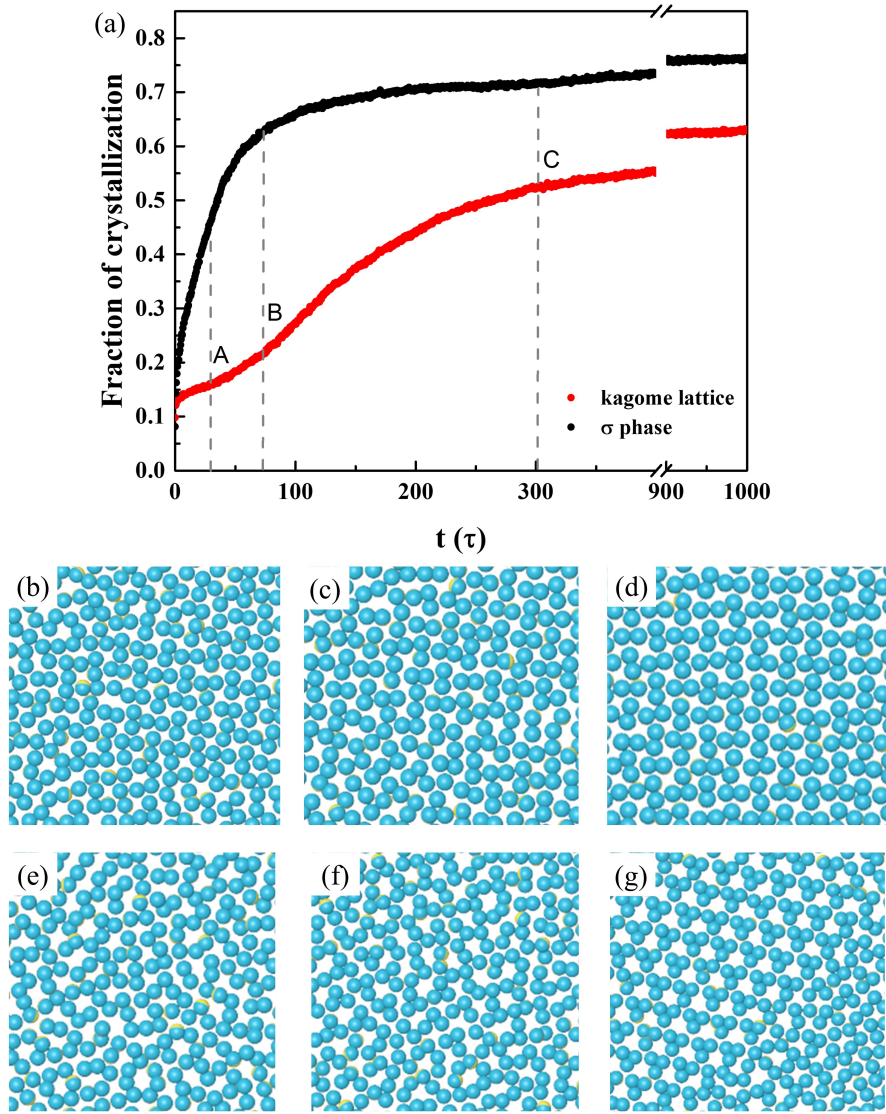 (a)
0.8
0.7
0.6
0.5
0.4
0.3
0.2
0.1
0.0
Fraction of crystallization
A
B
C
kagome lattice
σ phase
0 100 200 300 900 1000
t (τ)
(b) (c) (d)
(e) (f) (g)